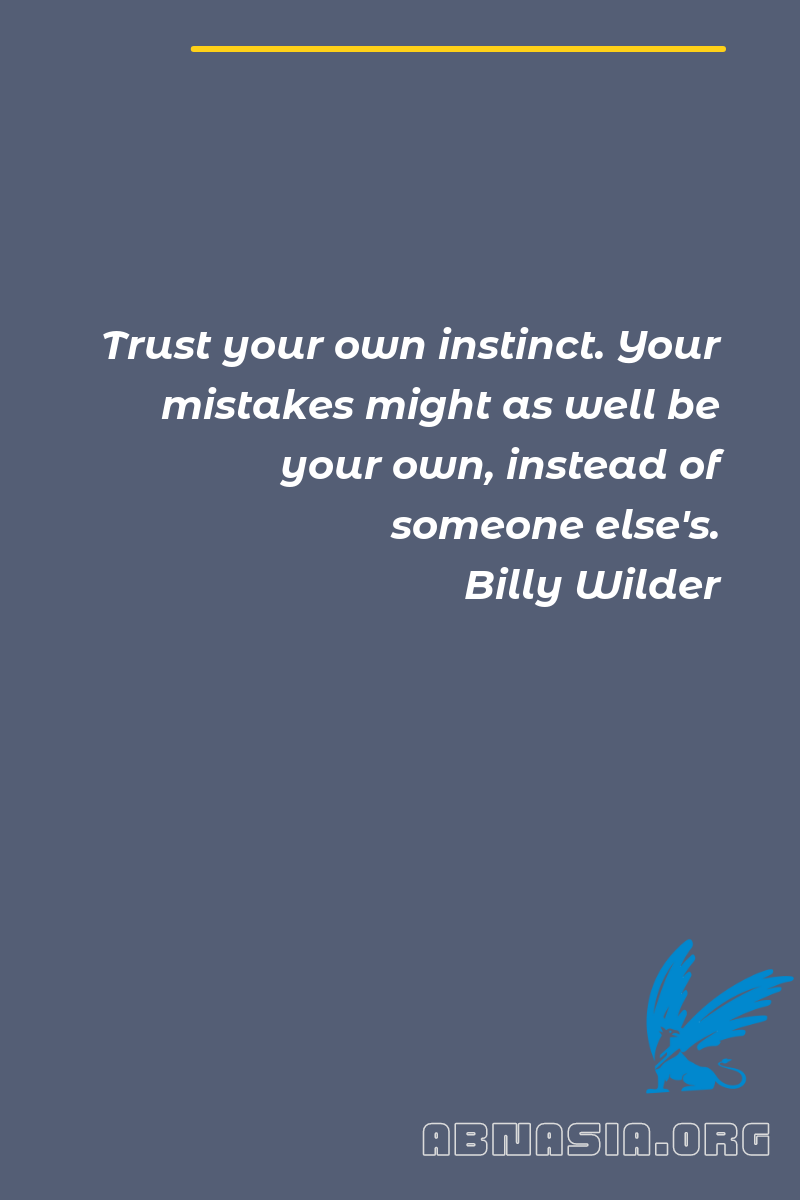 Trust your own instinct. Your
mistakes might as well be
your own, instead of
someone else's.
Billy Wilder
ABNASIA.ORG